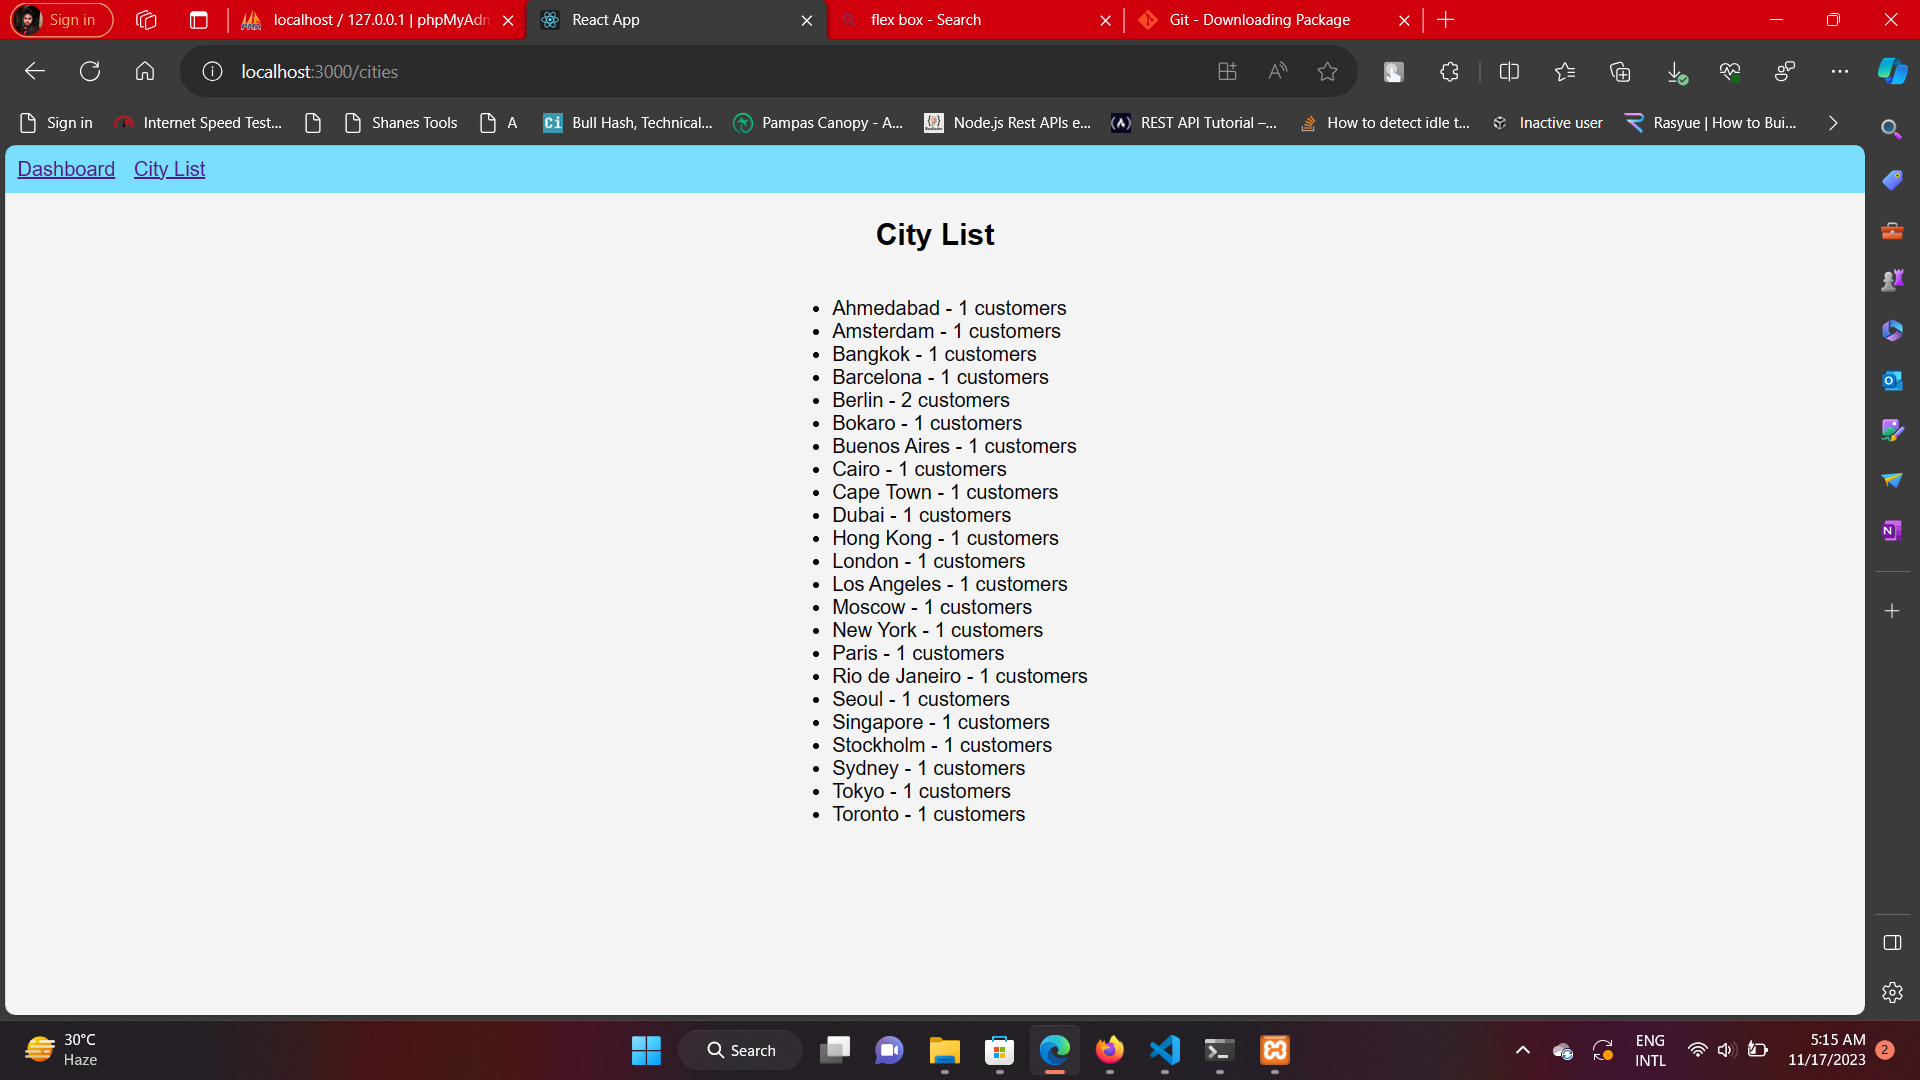 Sign in
localhost / 127.0.0.1 | phpMyAdm
React App
flex box - Search
Git - Downloading Package
localhost:3000/cities
Sign in
Internet Speed Test...
Shanes Tools
A
Ci Bull Hash, Technical...
Pampas Canopy - A...
Node.js Rest APIs e...
REST API Tutorial –...
How to detect idle t...
Inactive user
Rasyue | How to Bui...
Dashboard City List
City List
• Ahmedabad - 1 customers
• Amsterdam - 1 customers
• Bangkok - 1 customers
• Barcelona - 1 customers
• Berlin - 2 customers
• Bokaro - 1 customers
• Buenos Aires - 1 customers
• Cairo - 1 customers
• Cape Town - 1 customers
• Dubai - 1 customers
• Hong Kong - 1 customers
• London - 1 customers
• Los Angeles - 1 customers
• Moscow - 1 customers
• New York - 1 customers
• Paris - 1 customers
• Rio de Janeiro - 1 customers
• Seoul - 1 customers
• Singapore - 1 customers
• Stockholm - 1 customers
• Sydney - 1 customers
• Tokyo - 1 customers
• Toronto - 1 customers
30°C
Haze
Search
ENG
INTL
5:15 AM
11/17/2023
2